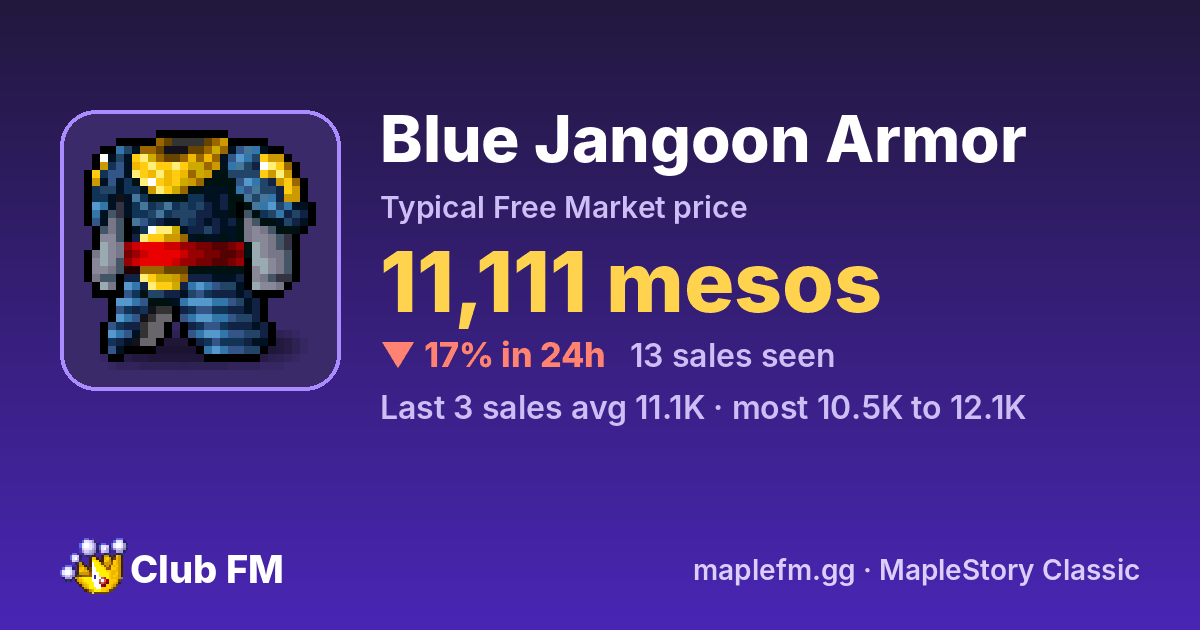 Blue Jangoon Armor
Typical Free Market price
11,111 mesos
▼ 17% in 24h 13 sales seen
Last 3 sales avg 11.1K · most 10.5K to 12.1K
Club FM
maplefm.gg · MapleStory Classic